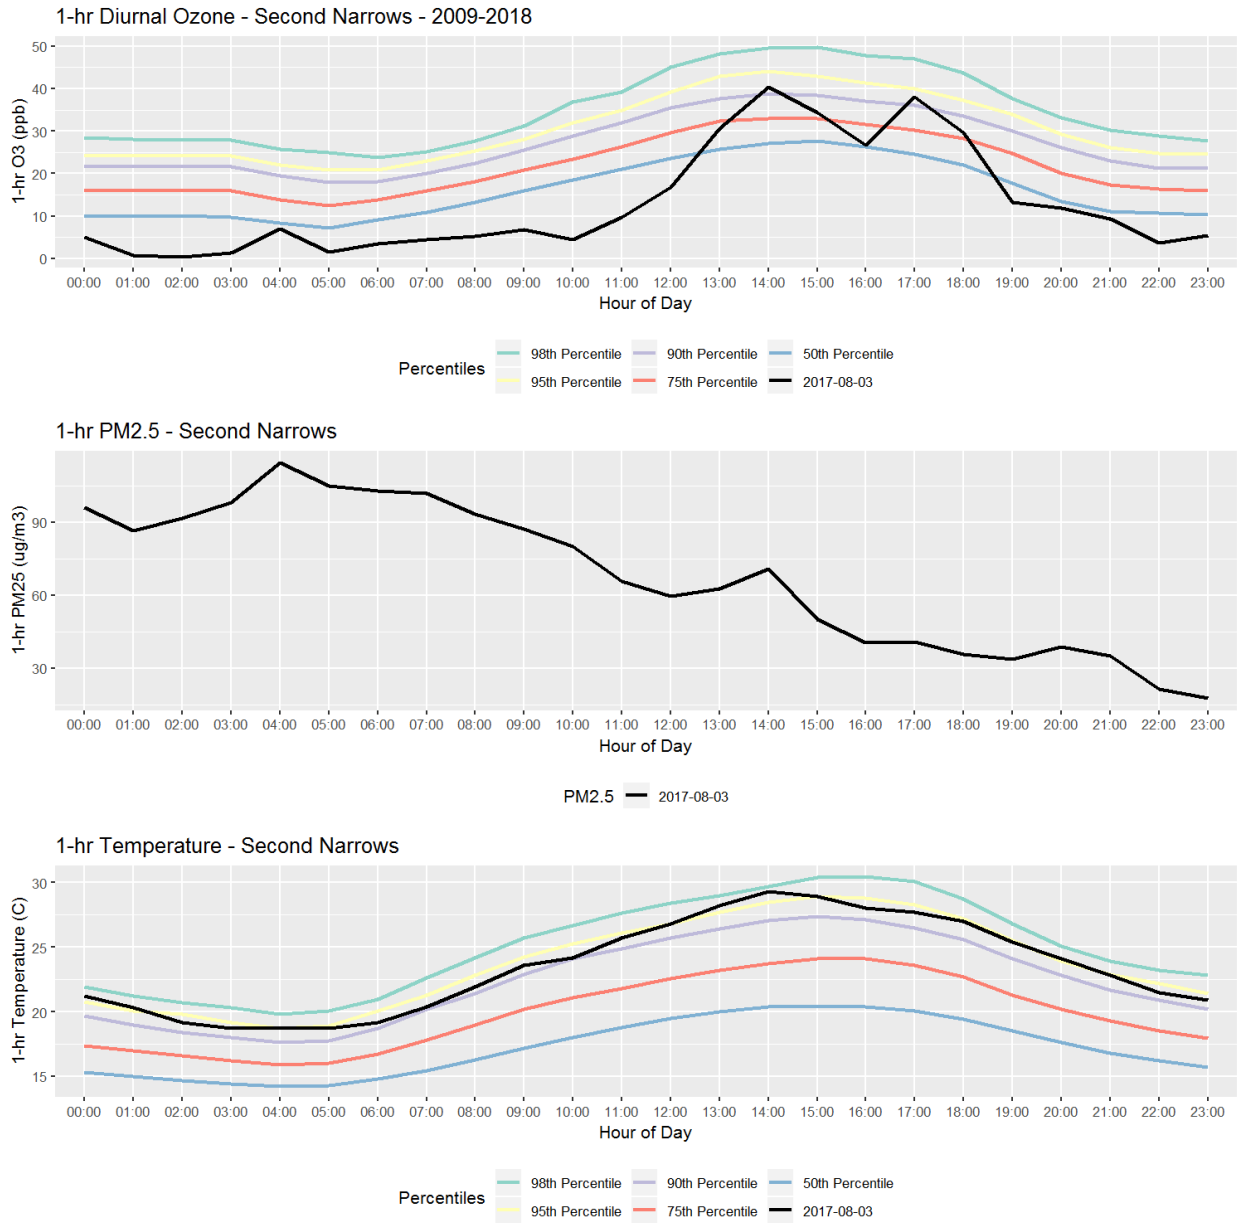 1-hr Diurnal Ozone - Second Narrows - 2009-2018
1-hr O3 (ppb)
50
40
30
20
10
0
00:00 01:00 02:00 03:00 04:00 05:00 06:00 07:00 08:00 09:00 10:00 11:00 12:00 13:00 14:00 15:00 16:00 17:00 18:00 19:00 20:00 21:00 22:00 23:00
Hour of Day
Percentiles
98th Percentile 90th Percentile 50th Percentile
95th Percentile 75th Percentile 2017-08-03
1-hr PM2.5 - Second Narrows
1-hr PM25 (ug/m3)
90
60
30
00:00 01:00 02:00 03:00 04:00 05:00 06:00 07:00 08:00 09:00 10:00 11:00 12:00 13:00 14:00 15:00 16:00 17:00 18:00 19:00 20:00 21:00 22:00 23:00
Hour of Day
PM2.5 2017-08-03
1-hr Temperature - Second Narrows
1-hr Temperature (C)
30
25
20
15
00:00 01:00 02:00 03:00 04:00 05:00 06:00 07:00 08:00 09:00 10:00 11:00 12:00 13:00 14:00 15:00 16:00 17:00 18:00 19:00 20:00 21:00 22:00 23:00
Hour of Day
Percentiles
98th Percentile 90th Percentile 50th Percentile
95th Percentile 75th Percentile 2017-08-03